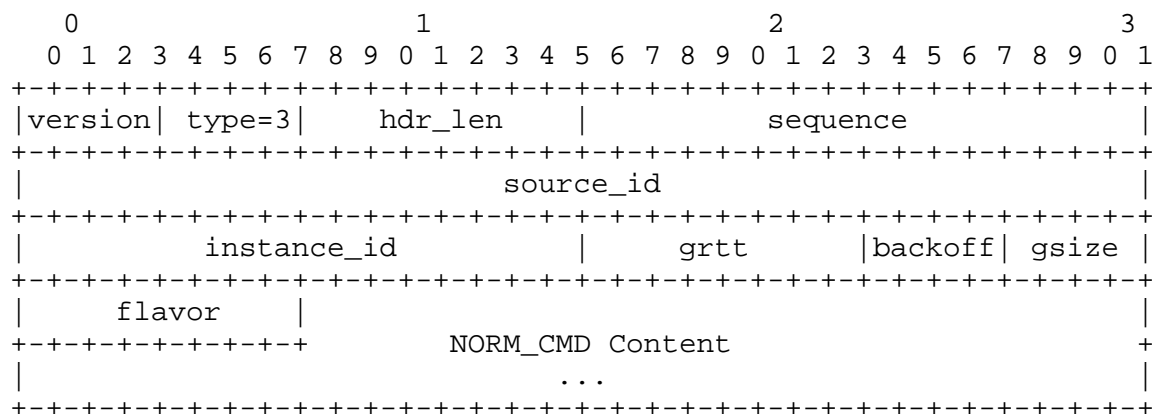 0                   1                   2                   3
 0 1 2 3 4 5 6 7 8 9 0 1 2 3 4 5 6 7 8 9 0 1 2 3 4 5 6 7 8 9 0 1
+-+-+-+-+-+-+-+-+-+-+-+-+-+-+-+-+-+-+-+-+-+-+-+-+-+-+-+-+-+-+-+-+
|version| type=3|    hdr_len    |          sequence             |
+-+-+-+-+-+-+-+-+-+-+-+-+-+-+-+-+-+-+-+-+-+-+-+-+-+-+-+-+-+-+-+-+
|                           source_id                           |
+-+-+-+-+-+-+-+-+-+-+-+-+-+-+-+-+-+-+-+-+-+-+-+-+-+-+-+-+-+-+-+-+
|          instance_id          |     grtt      |backoff| gsize |
+-+-+-+-+-+-+-+-+-+-+-+-+-+-+-+-+-+-+-+-+-+-+-+-+-+-+-+-+-+-+-+-+
|     flavor    |                                               |
+-+-+-+-+-+-+-+-+        NORM_CMD Content                       +
|                              ...                              |
+-+-+-+-+-+-+-+-+-+-+-+-+-+-+-+-+-+-+-+-+-+-+-+-+-+-+-+-+-+-+-+-+